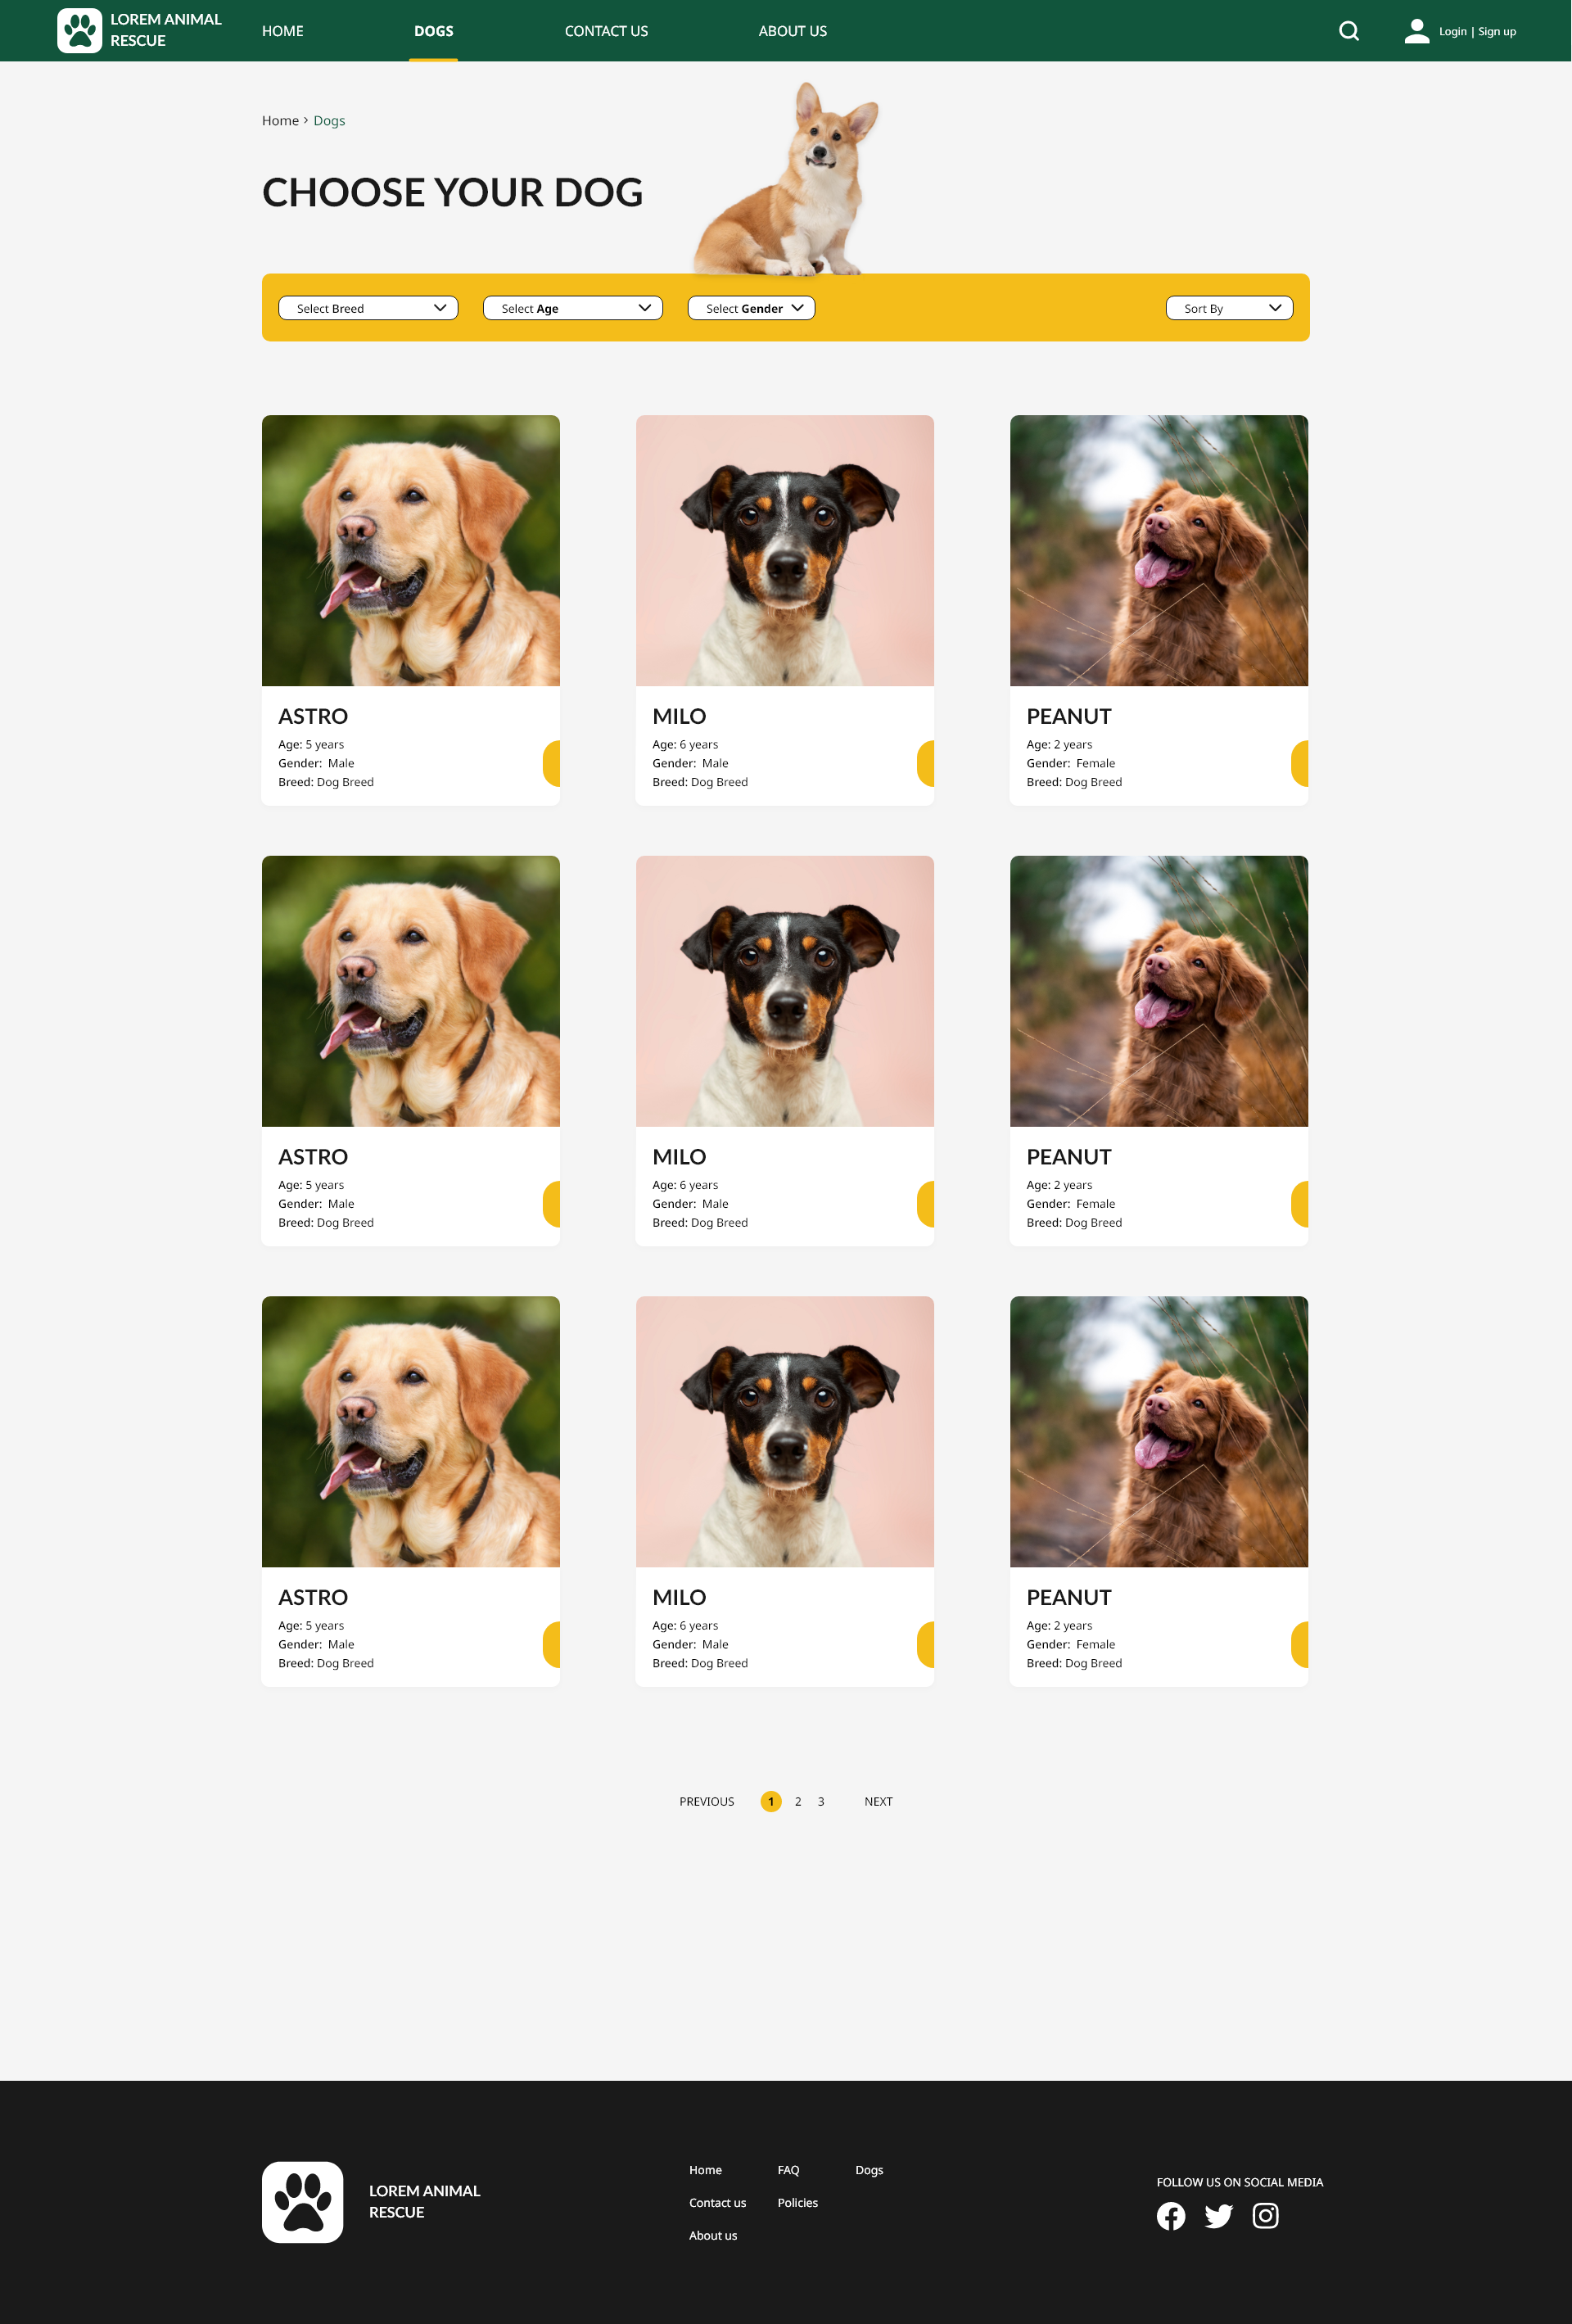 LOREM ANIMAL
RESCUE
HOME
DOGS
CONTACT US
ABOUT US
Login | Sign up
Home > Dogs
CHOOSE YOUR DOG
Select Breed
Select Age
Select Gender
Sort By
ASTRO
Age: 5 years
Gender: Male
Breed: Dog Breed
MILO
Age: 6 years
Gender: Male
Breed: Dog Breed
PEANUT
Age: 2 years
Gender: Female
Breed: Dog Breed
ASTRO
Age: 5 years
Gender: Male
Breed: Dog Breed
MILO
Age: 6 years
Gender: Male
Breed: Dog Breed
PEANUT
Age: 2 years
Gender: Female
Breed: Dog Breed
ASTRO
Age: 5 years
Gender: Male
Breed: Dog Breed
MILO
Age: 6 years
Gender: Male
Breed: Dog Breed
PEANUT
Age: 2 years
Gender: Female
Breed: Dog Breed
PREVIOUS 1 2 3 NEXT
LOREM ANIMAL
RESCUE
Home
Contact us
About us
FAQ
Policies
Dogs
FOLLOW US ON SOCIAL MEDIA